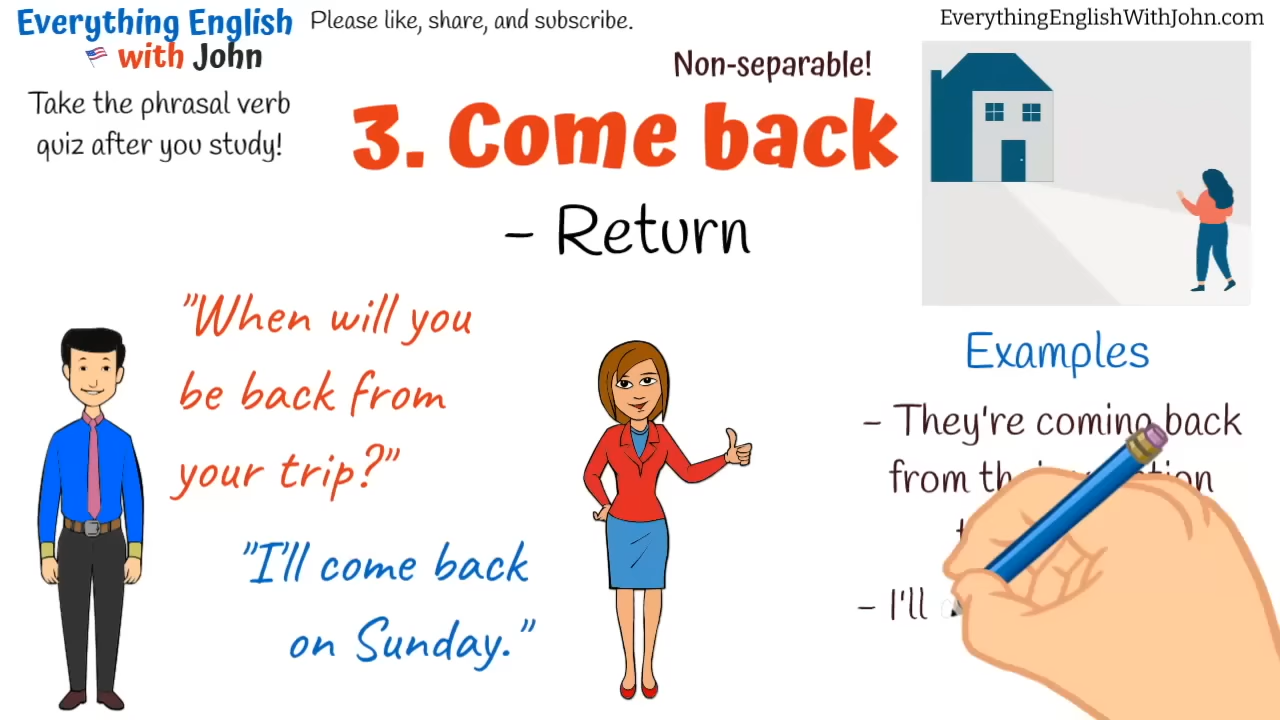 Everything English
with John
Please like, share, and subscribe.
EverythingEnglishWithJohn.com
Take the phrasal verb
quiz after you study!
Non-separable!
3. Come back
- Return
"When will you
be back from
your trip?"
"I'll come back
on Sunday."
Examples
- They're coming back
from
- I'll